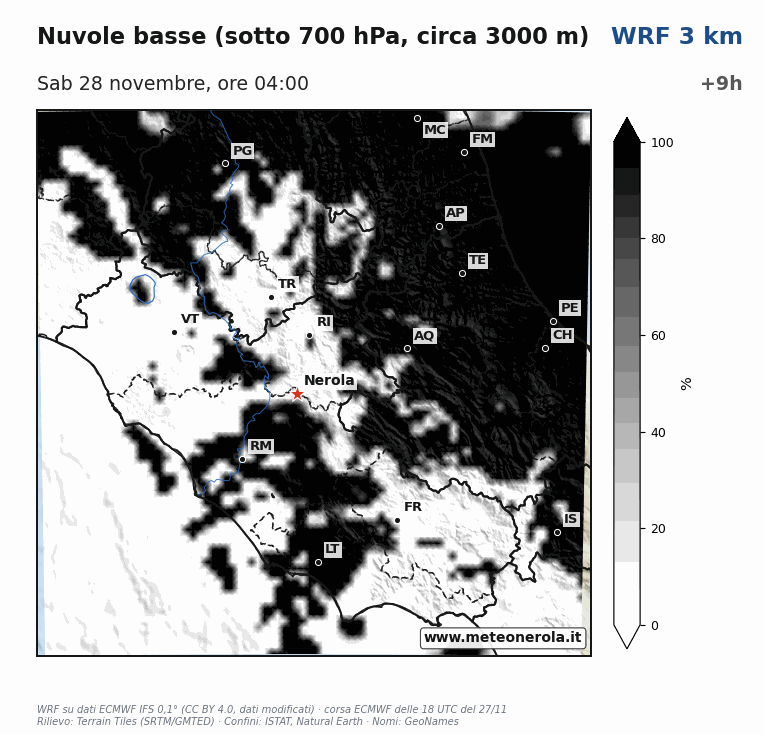 Nuvole basse (sotto 700 hPa, circa 3000 m) WRF 3 km
Sab 28 novembre, ore 04:00 +9h
MC
FM
PG
AP
TE
TR
PE
VT
RI
AQ
CH
Nerola
RM
FR
IS
LT
www.meteonerola.it
100
80
60
40
20
0
%
WRF su dati ECMWF IFS 0,1° (CC BY 4.0, dati modificati) · corsa ECMWF delle 18 UTC del 27/11
Rilievo: Terrain Tiles (SRTM/GMTED) · Confini: ISTAT, Natural Earth · Nomi: GeoNames